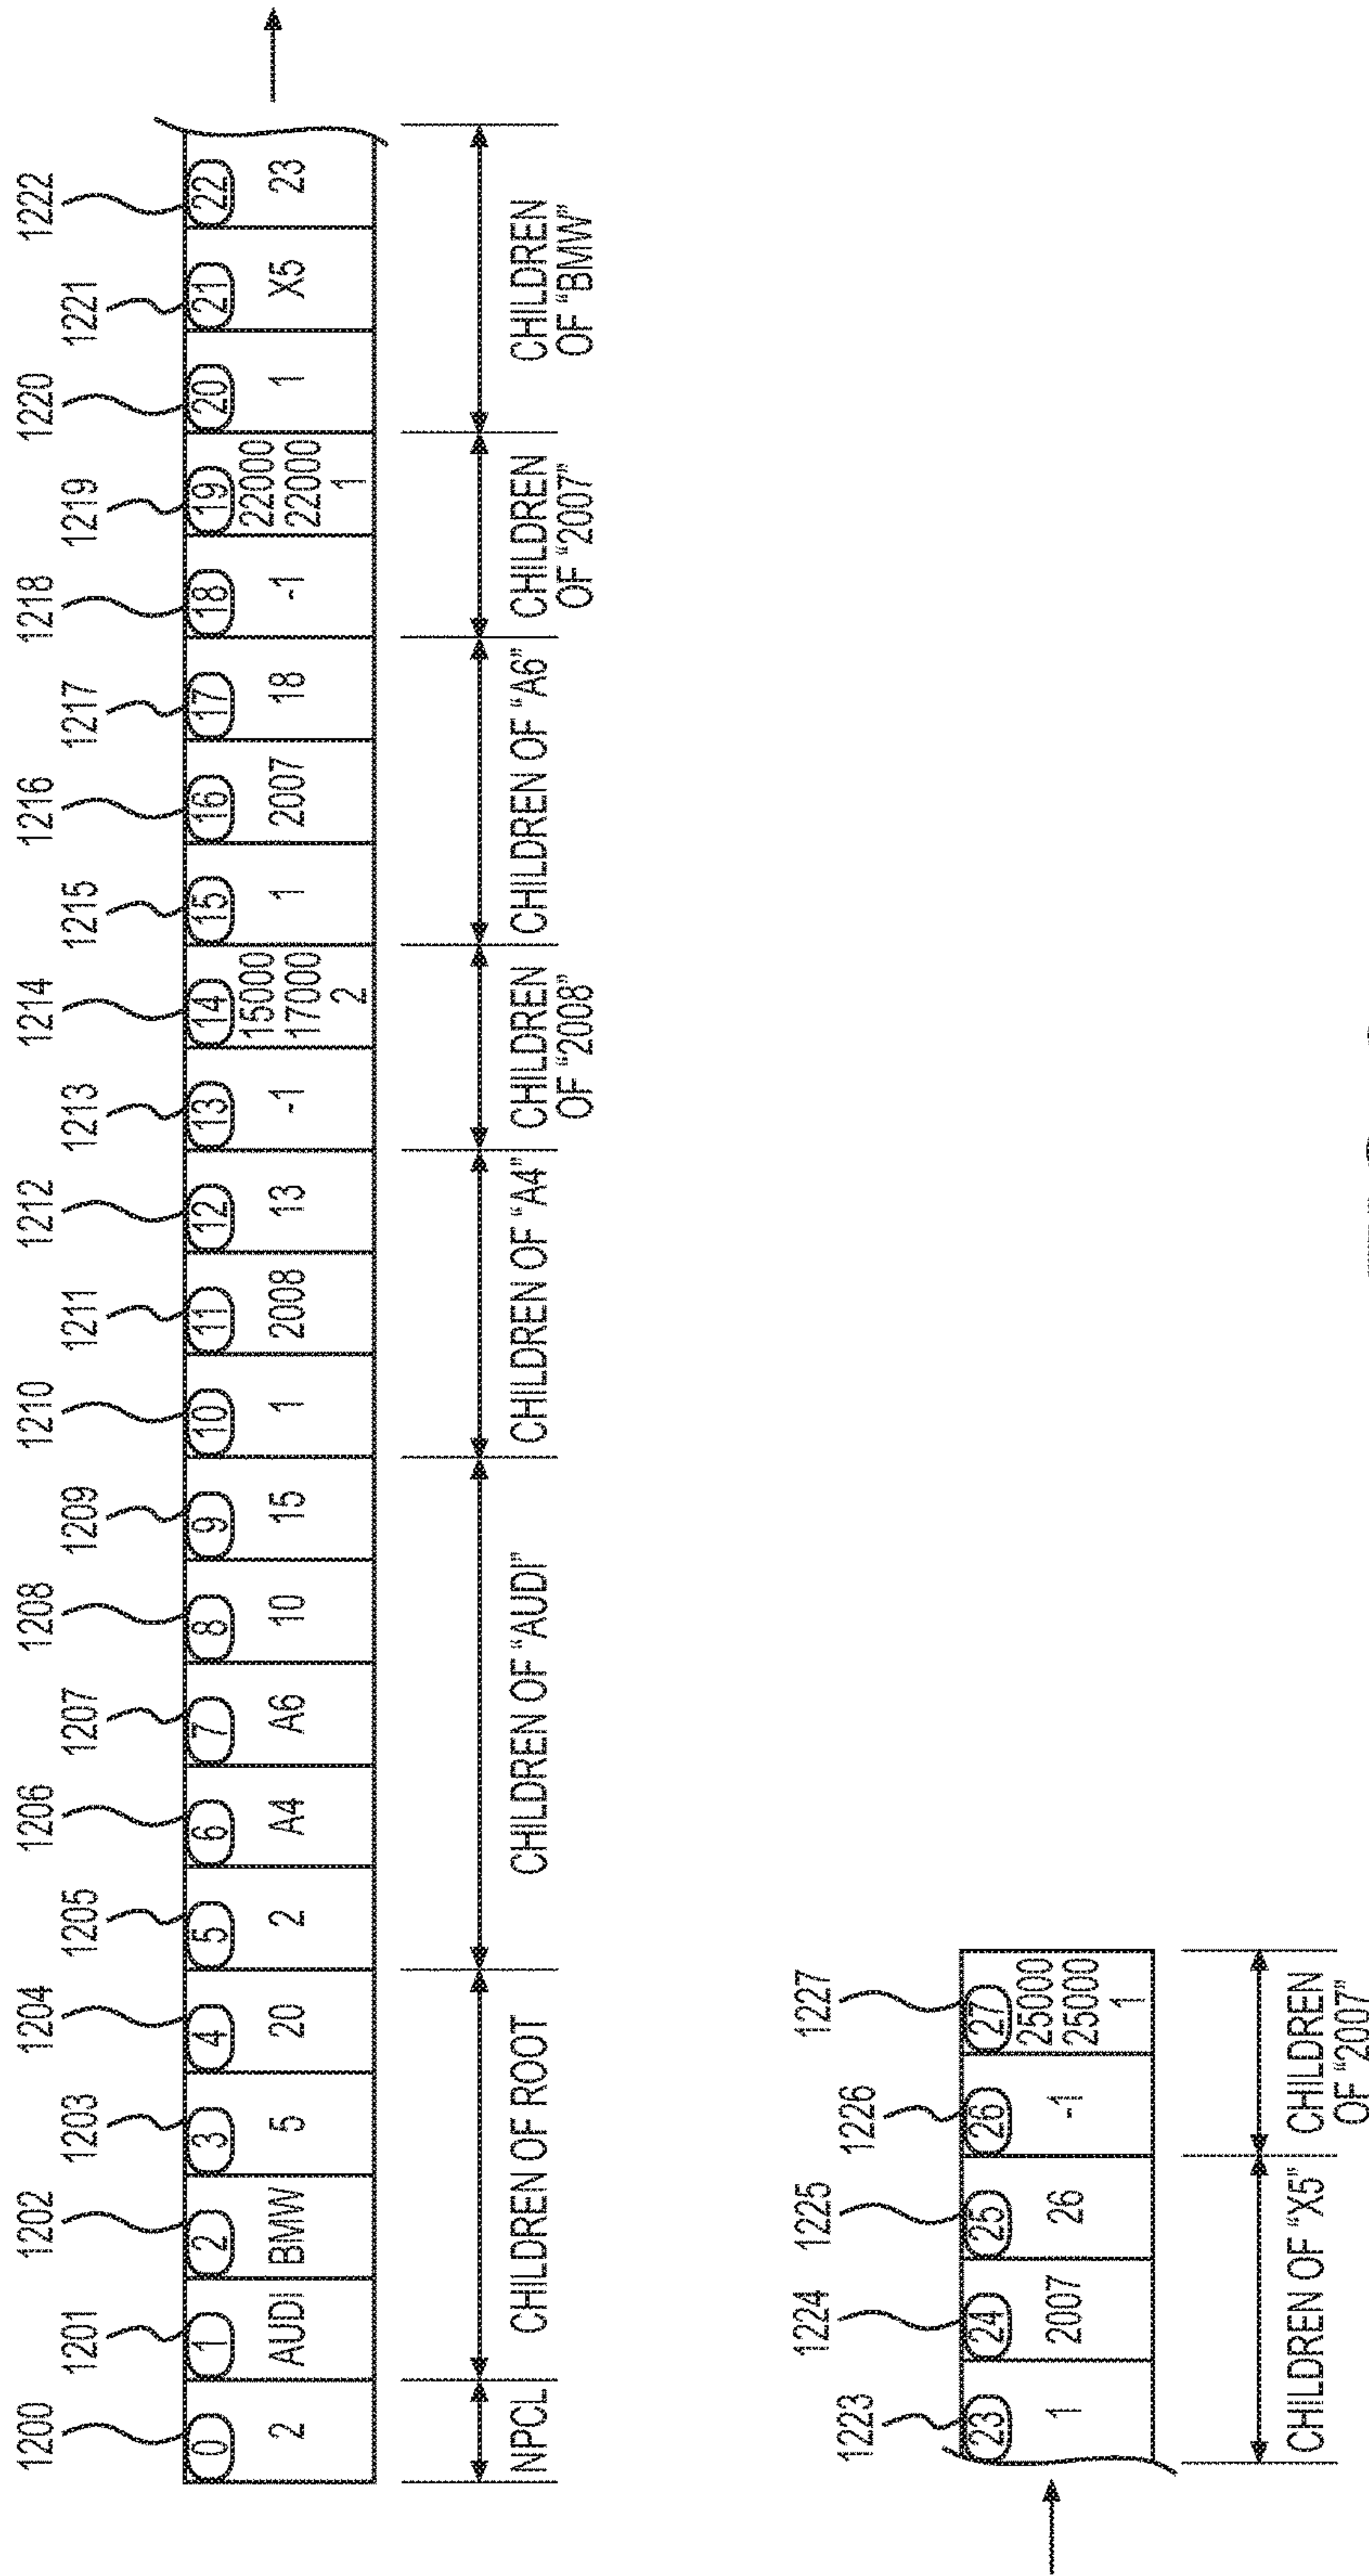 1200 1201 1202 1203 1204 1205 1206 1207 1208 1209 1210 1211 1212 1213 1214 1215 1216 1217 1218 1219 1220 1221 1222
0 1 2 3 4 5 6 7 8 9 10 11 12 13 14 15 16 17 18 19 20 21 22
2 AUDI BMW 5 20 2 A4 A6 10 15 1 2008 13 -1 15000 1 2007 18 -1 22000 1 X5 23
17000 22000
2 1
NPCL CHILDREN OF ROOT CHILDREN OF "AUDI" CHILDREN OF "A4" CHILDREN CHILDREN OF "A6" CHILDREN CHILDREN
OF "2008" OF "2007" OF "BMW"
1223 1224 1225 1226 1227
23 24 25 26 27
1 2007 26 -1 25000
25000
1
CHILDREN OF "X5" CHILDREN
OF "2007"